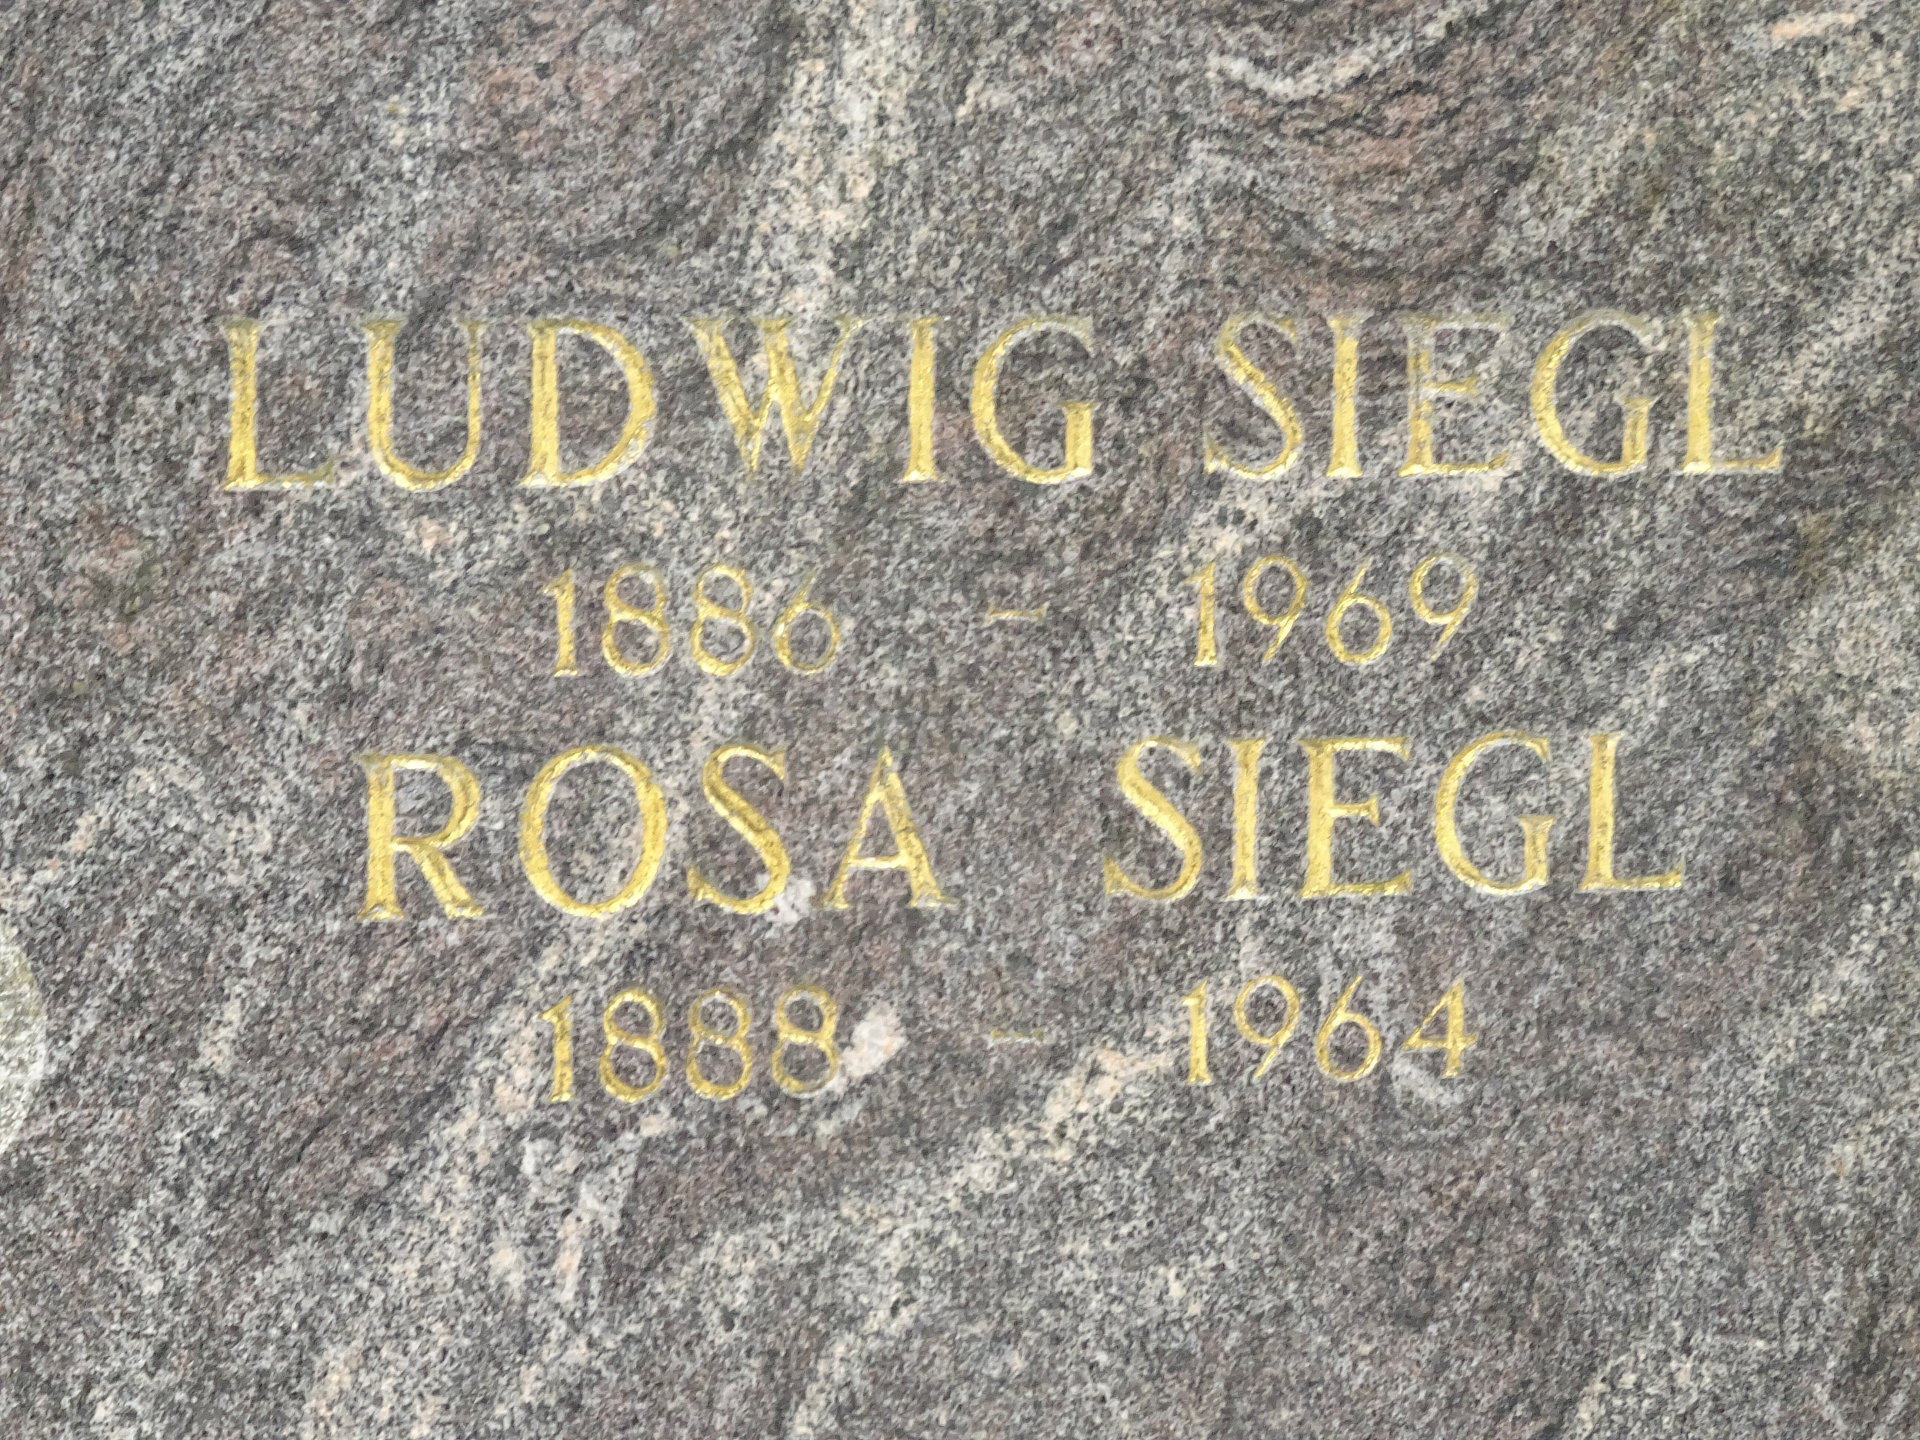 LUDWIG SIEGL
1886 - 1969
ROSA SIEGL
1888 - 1964